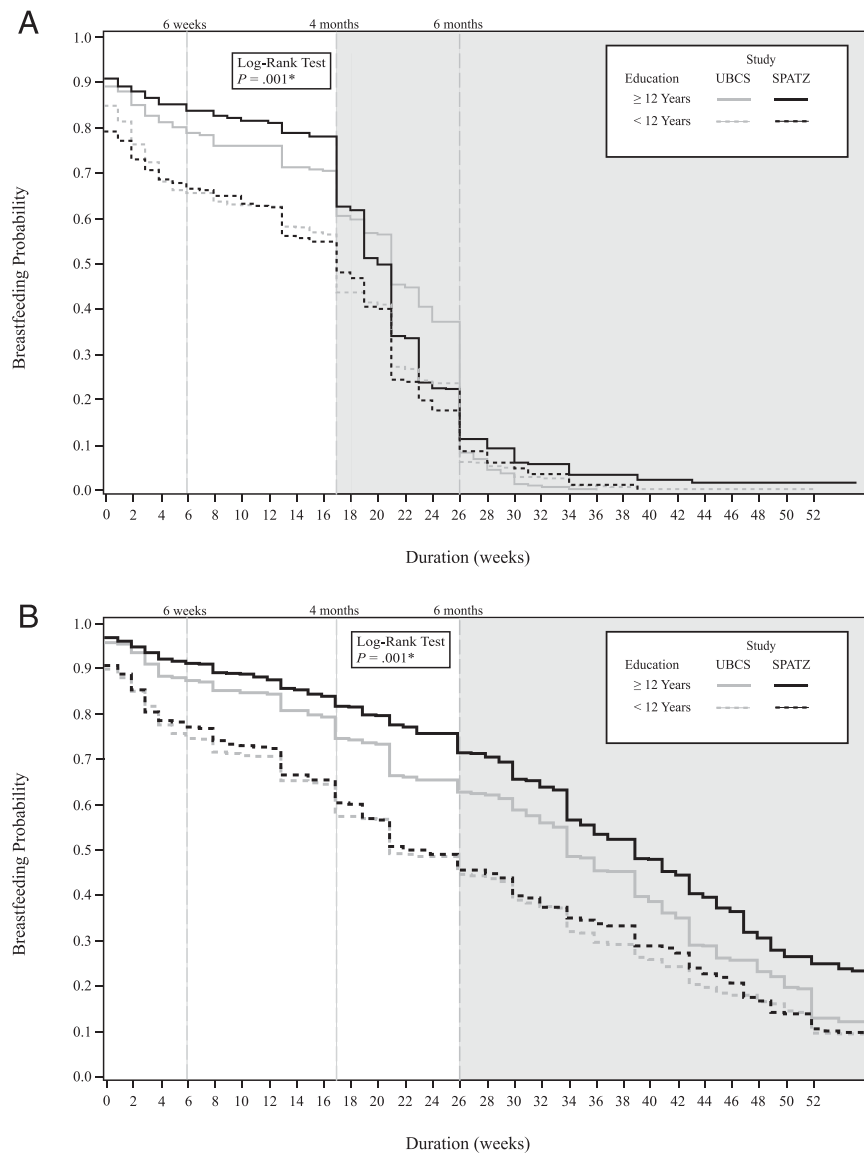 A
6 weeks 4 months 6 months
1.0
0.9
0.8
0.7
0.6
0.5
0.4
0.3
0.2
0.1
0.0
Breastfeeding Probability
Log-Rank Test
P = .001*
Study
Education UBCS SPATZ
≥ 12 Years
< 12 Years
0 2 4 6 8 10 12 14 16 18 20 22 24 26 28 30 32 34 36 38 40 42 44 46 48 50 52
Duration (weeks)
B
6 weeks 4 months 6 months
1.0
0.9
0.8
0.7
0.6
0.5
0.4
0.3
0.2
0.1
0.0
Breastfeeding Probability
Log-Rank Test
P = .001*
Study
Education UBCS SPATZ
≥ 12 Years
< 12 Years
0 2 4 6 8 10 12 14 16 18 20 22 24 26 28 30 32 34 36 38 40 42 44 46 48 50 52
Duration (weeks)